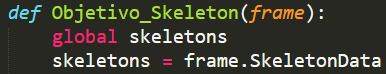 def Objetivo_Skeleton(frame):
    global skeletons
    skeletons = frame.SkeletonData